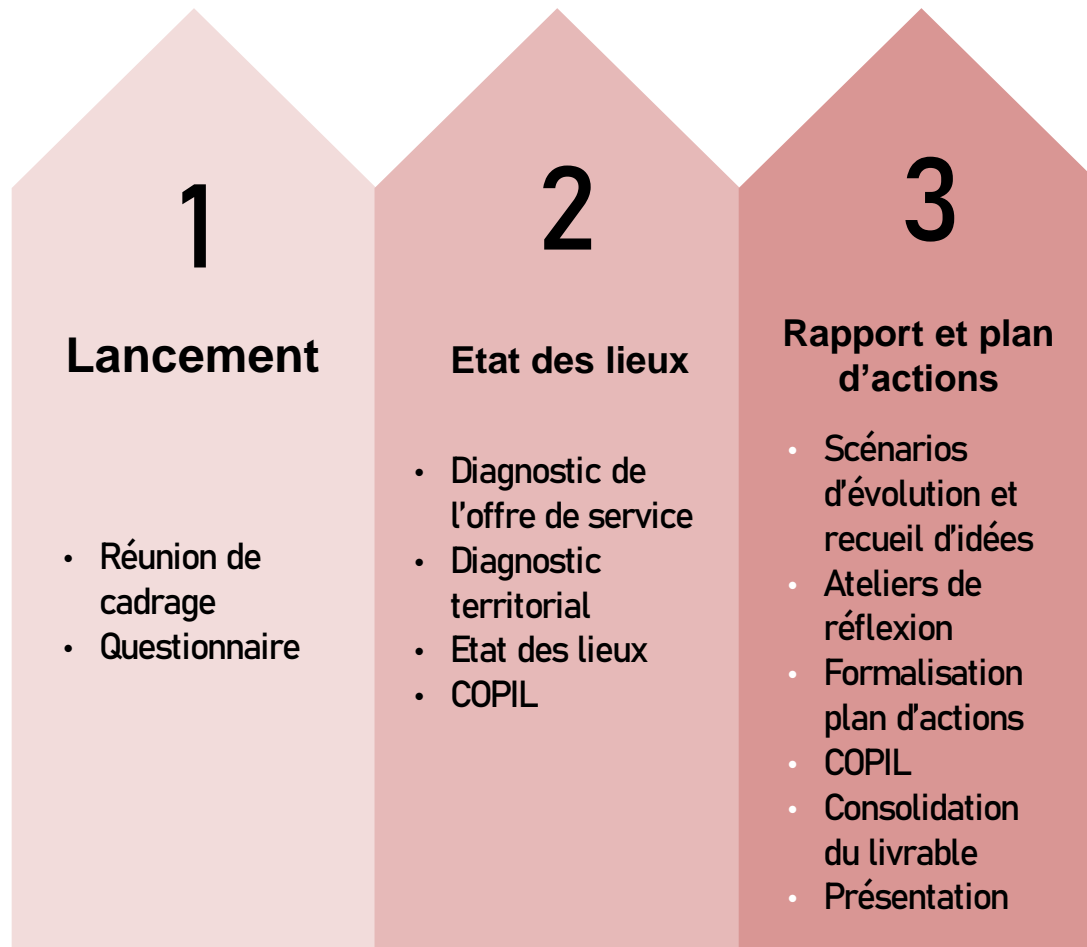 1
Lancement
• Réunion de
cadrage
• Questionnaire
2
Etat des lieux
• Diagnostic de
l'offre de service
• Diagnostic
territorial
• Etat des lieux
• COPIL
3
Rapport et plan
d’actions
• Scénarios
d'évolution et
recueil d'idées
• Ateliers de
réflexion
• Formalisation
plan d'actions
• COPIL
• Consolidation
du livrable
• Présentation